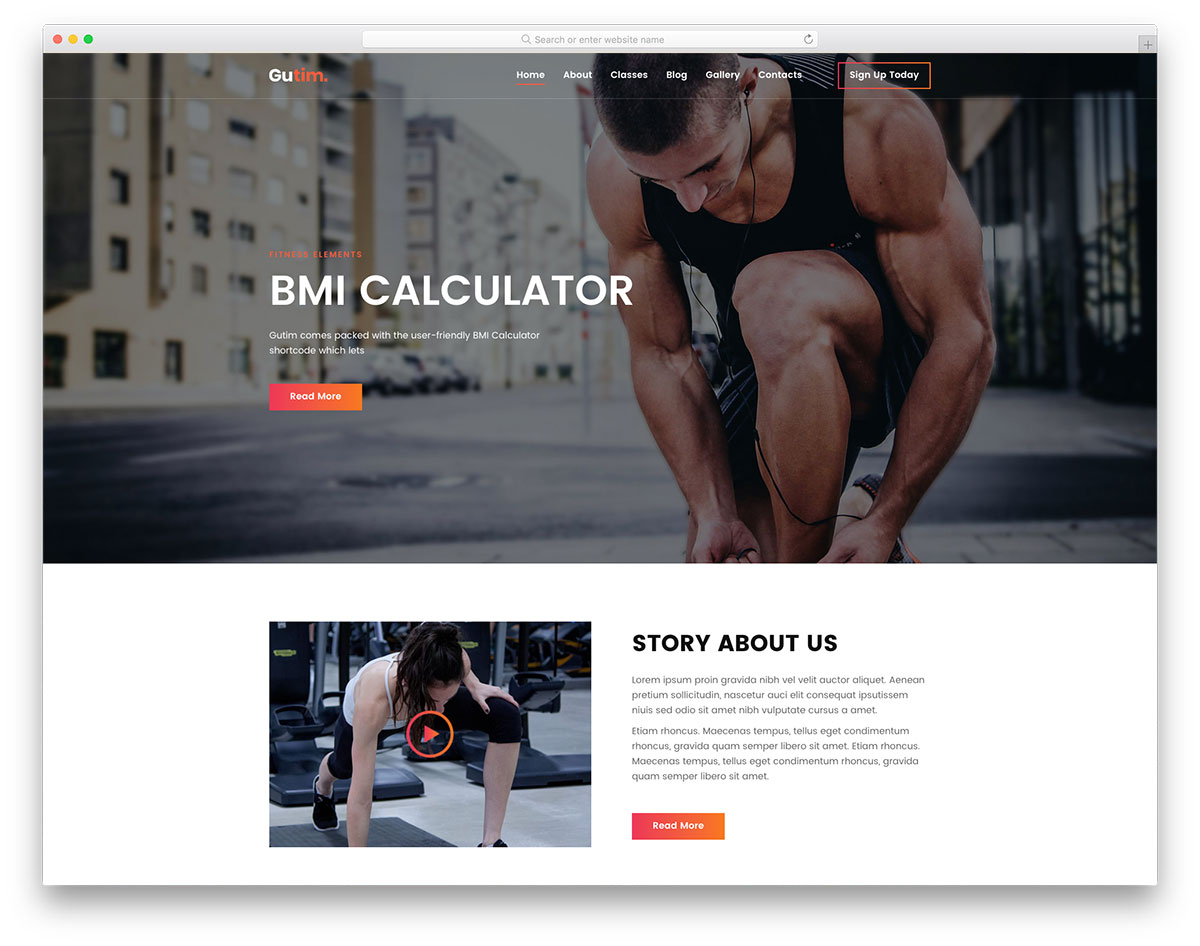 Search or enter website name
Gutim.
Home About Classes Blog Gallery Contacts Sign Up Today
FITNESS ELEMENTS
BMI CALCULATOR
Gutim comes packed with the user-friendly BMI Calculator
shortcode which lets
Read More
STORY ABOUT US
Lorem ipsum proin gravida nibh vel velit auctor aliquet. Aenean
pretium sollicitudin, nascetur auci elit consequat ipsutissem
niuis sed odio sit amet nibh vulputate cursus a amet.
Etiam rhoncus. Maecenas tempus, tellus eget condimentum
rhoncus, gravida quam semper libero sit amet. Etiam rhoncus.
Maecenas tempus, tellus eget condimentum rhoncus, gravida
quam semper libero sit amet.
Read More